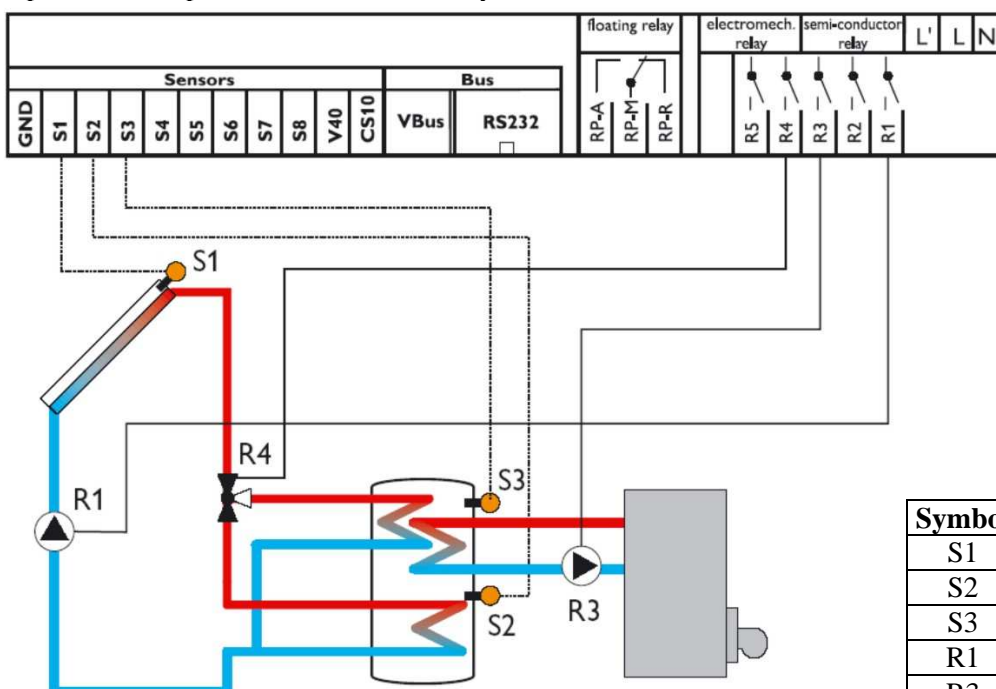 floating relay
electromech. relay
semi-conductor relay
L' L N
Sensors
Bus
GND S1 S2 S3 S4 S5 S6 S7 S8 V40 CS10
VBus RS232
RP-A RP-M RP-R
R5 R4 R3 R2 R1
S1
R4
R1
S3
S2
R3
Symbo
S1
S2
S3
R1